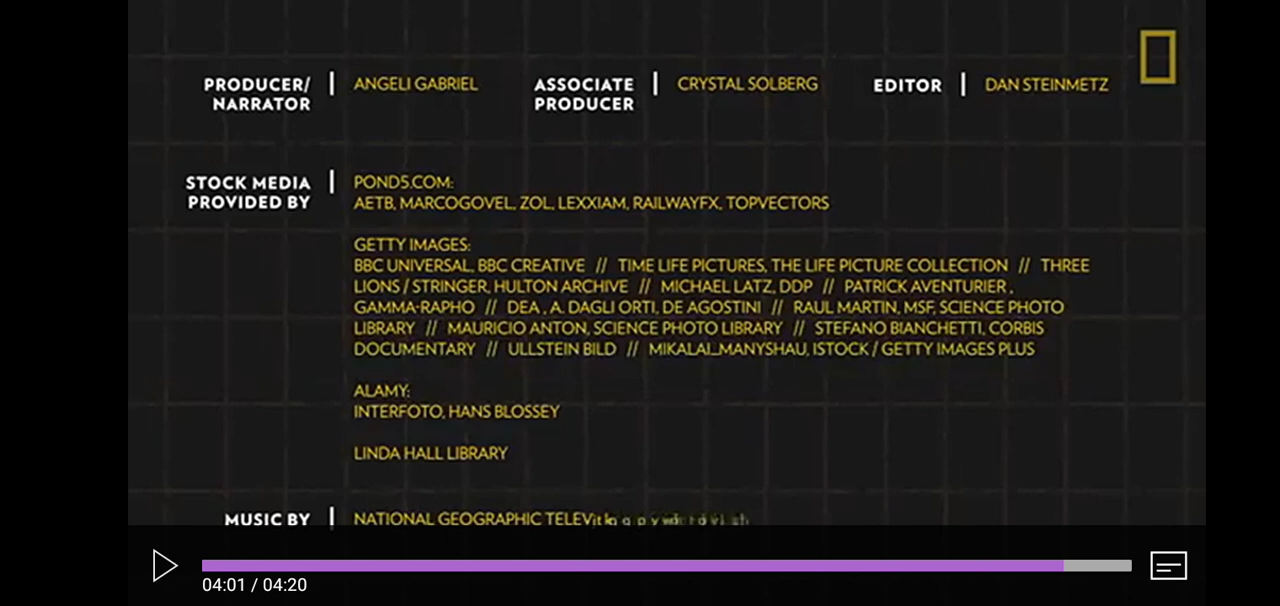 PRODUCER/ NARRATOR | ANGELI GABRIEL
ASSOCIATE PRODUCER | CRYSTAL SOLBERG
EDITOR | DAN STEINMETZ
STOCK MEDIA PROVIDED BY | POND5.COM:
AETB, MARCOGOVEL, ZOL, LEXXIAM, RAILWAYFX, TOPVECTORS
GETTY IMAGES:
BBC UNIVERSAL, BBC CREATIVE // TIME LIFE PICTURES, THE LIFE PICTURE COLLECTION // THREE
LIONS / STRINGER, HULTON ARCHIVE // MICHAEL LATZ, DDP // PATRICK AVENTURIER ,
GAMMA-RAPHO // DEA , A. DAGLI ORTI, DE AGOSTINI // RAUL MARTIN, MSF, SCIENCE PHOTO
LIBRARY // MAURICIO ANTON, SCIENCE PHOTO LIBRARY // STEFANO BIANCHETTI, CORBIS
DOCUMENTARY // ULLSTEIN BILD // MIKALAI_MANYSHAU, ISTOCK / GETTY IMAGES PLUS
ALAMY:
INTERFOTO, HANS BLOSSEY
LINDA HALL LIBRARY
MUSIC BY | NATIONAL GEOGRAPHIC
04:01 / 04:20